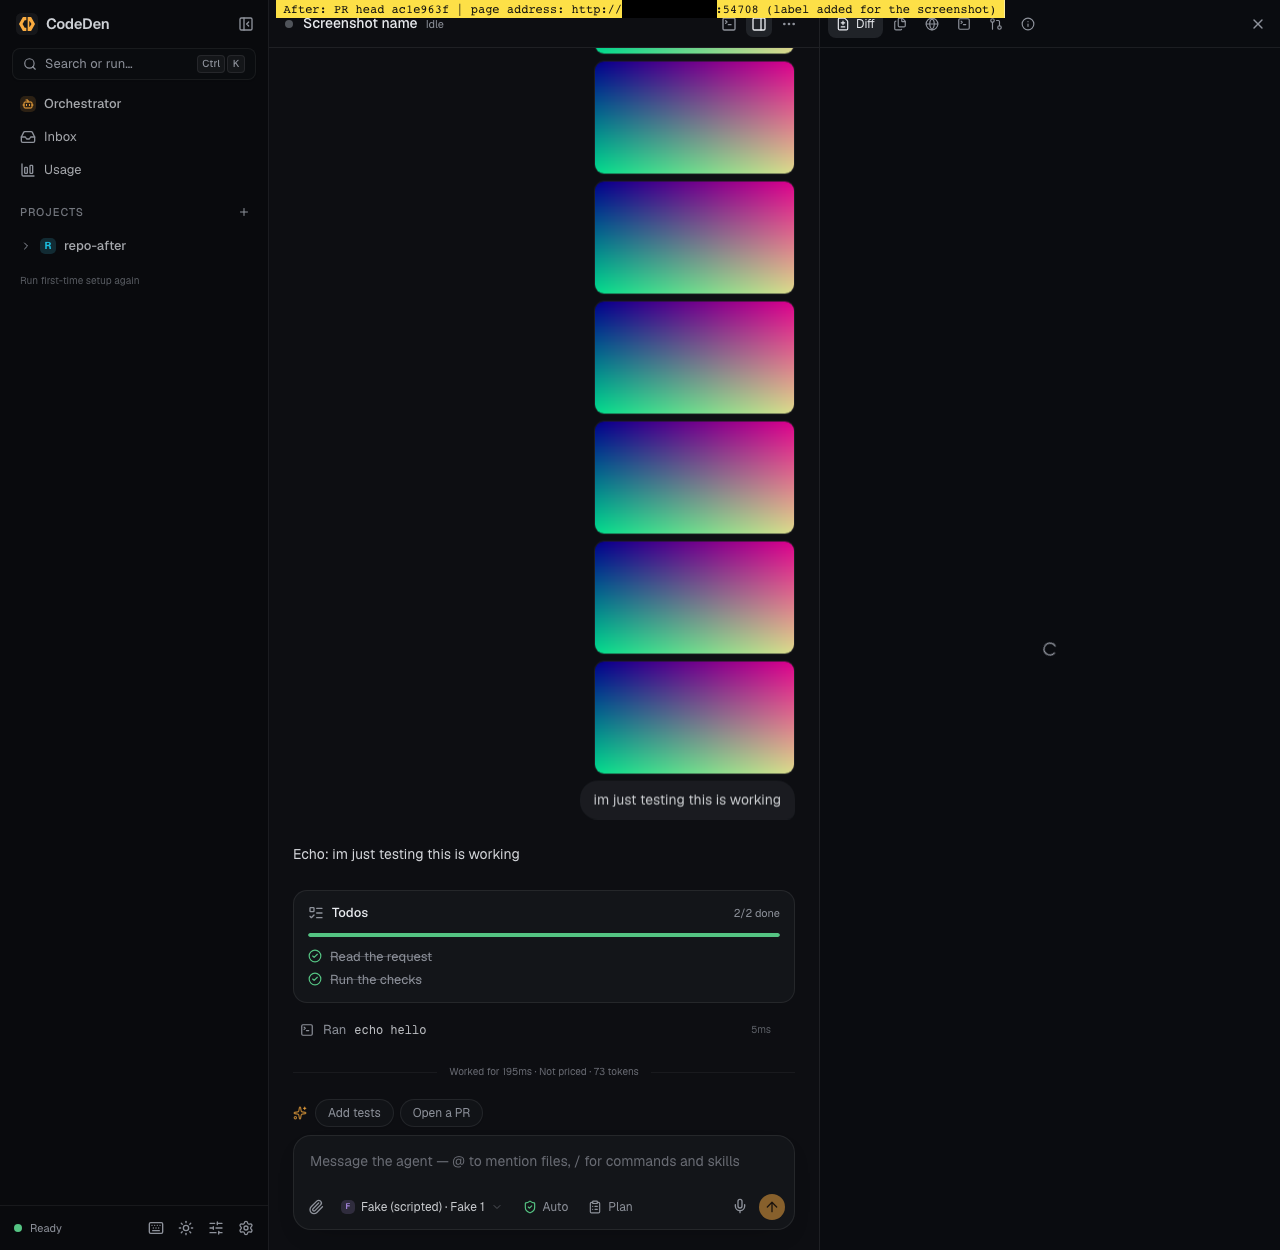 After: PR head ac1e963f | page address: http:// :54708 (label added for the screenshot)
CodeDen
Screenshot name Idle
Diff
Search or run… Ctrl K
Orchestrator
Inbox
Usage
PROJECTS
R repo-after
Run first-time setup again
im just testing this is working
Echo: im just testing this is working
Todos 2/2 done
Read the request
Run the checks
Ran echo hello 5ms
Worked for 195ms · Not priced · 73 tokens
Add tests Open a PR
Message the agent — @ to mention files, / for commands and skills
F Fake (scripted) · Fake 1 Auto Plan
Ready